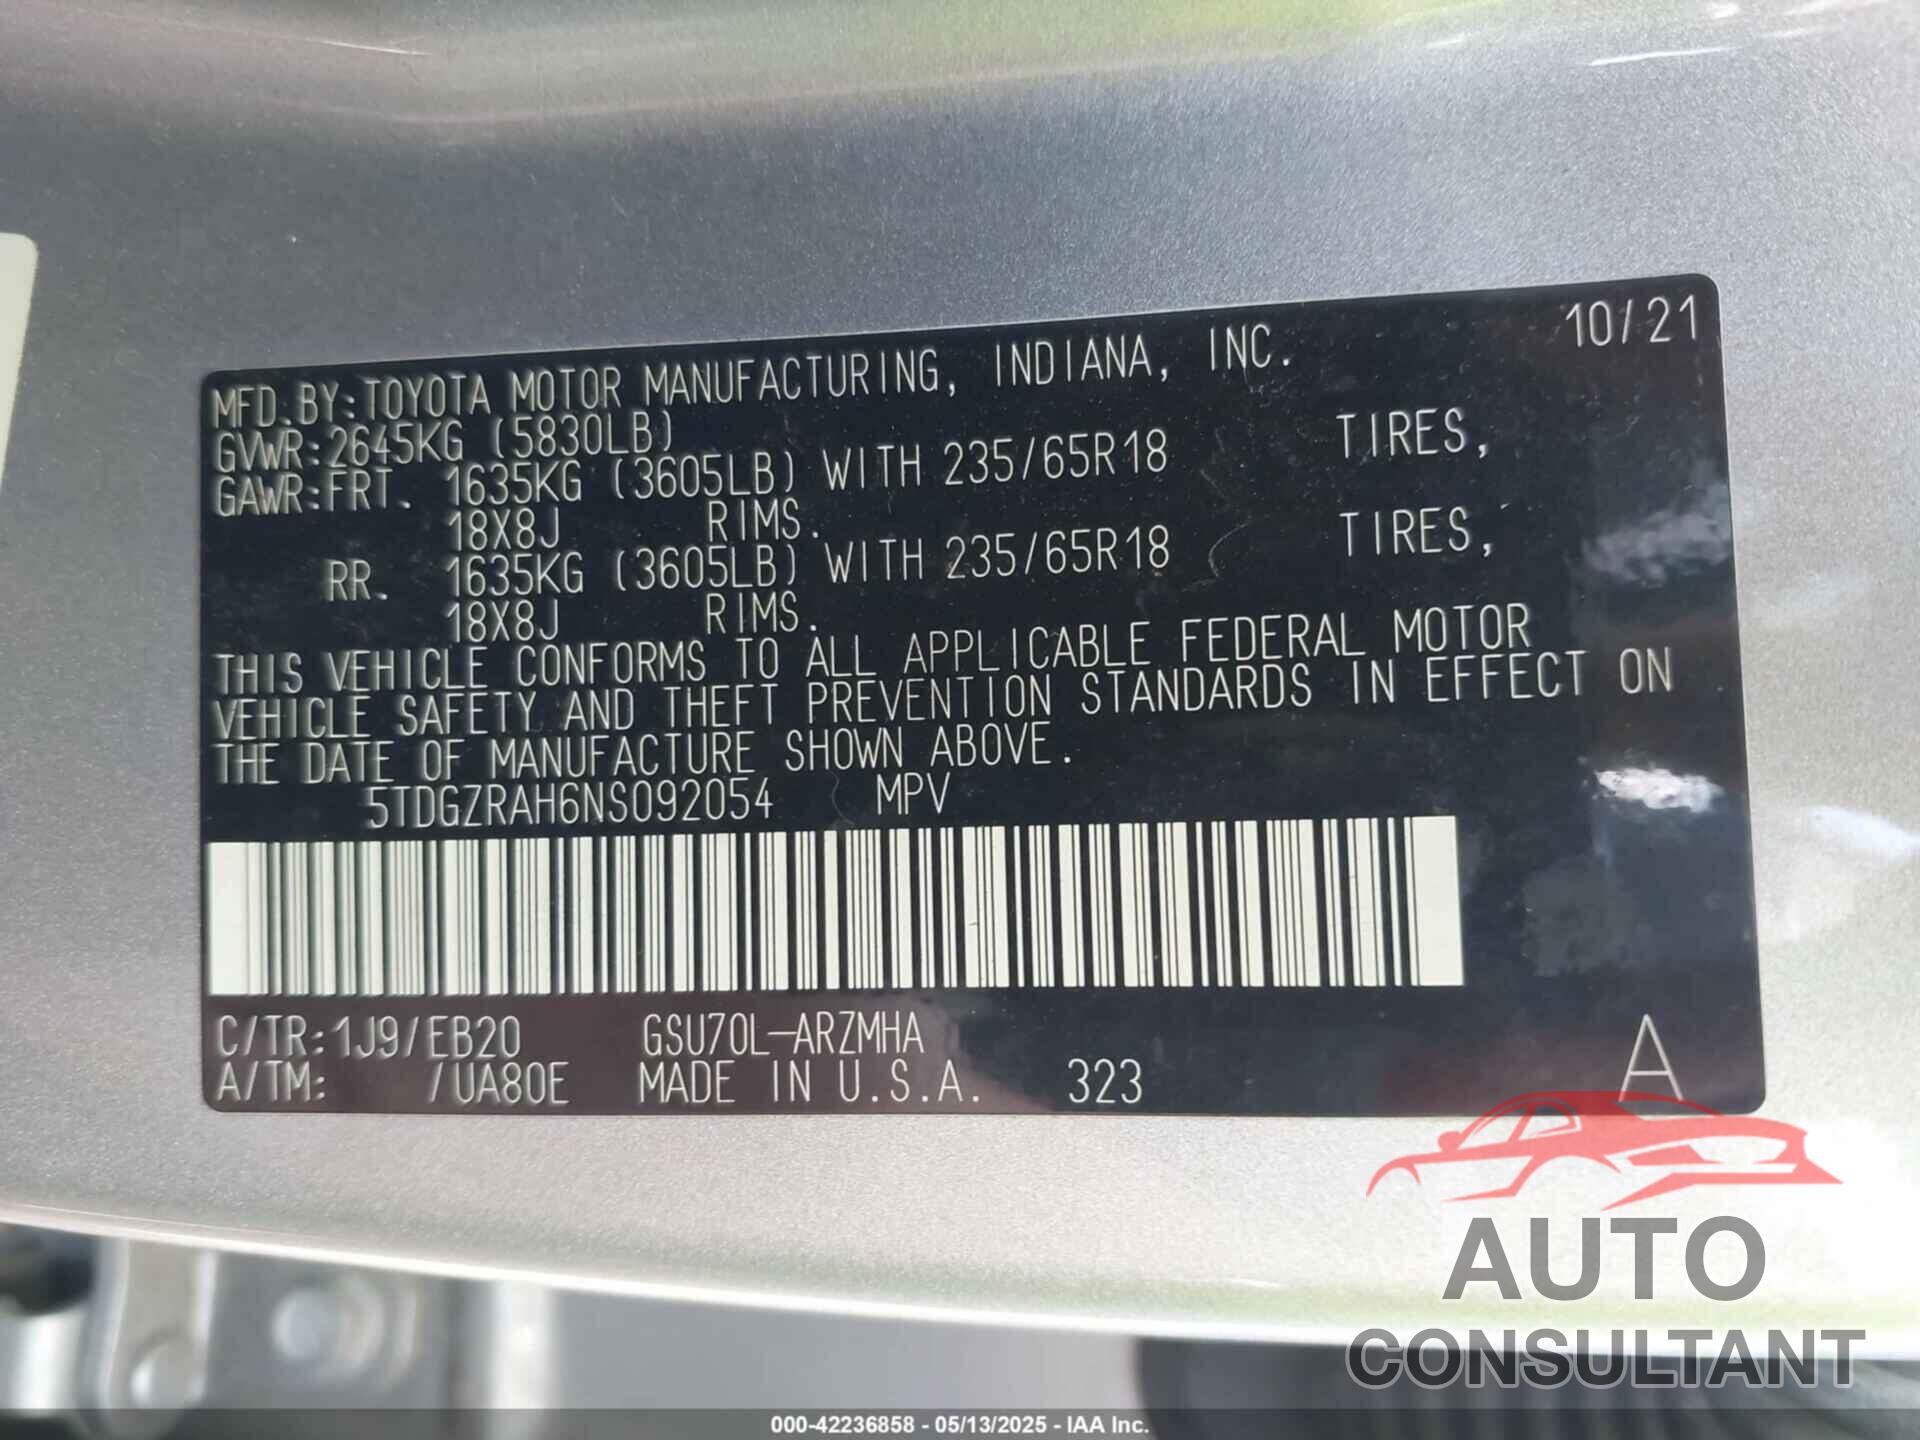 10/21
MFD.BY:TOYOTA MOTOR MANUFACTURING, INDIANA, INC.
GVWR:2645KG (5830LB)
GAWR:FRT. 1635KG (3605LB) WITH 235/65R18 TIRES,
18X8J RIMS.
RR. 1635KG (3605LB) WITH 235/65R18 TIRES,
18X8J RIMS.
THIS VEHICLE CONFORMS TO ALL APPLICABLE FEDERAL MOTOR
VEHICLE SAFETY AND THEFT PREVENTION STANDARDS IN EFFECT ON
THE DATE OF MANUFACTURE SHOWN ABOVE.
5TDGZRAH6NS092054 MPV
C/TR:1J9/EB20 GSU70L-ARZMHA
A/TM: /UA80E MADE IN U.S.A. 323 A
AUTO
CONSULTANT
000-42236858 - 05/13/2025 - IAA Inc.